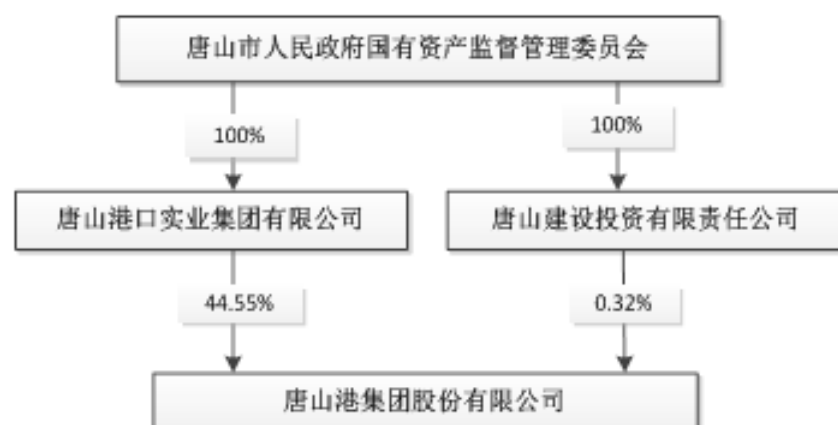 唐山市人民政府国有资产监督管理委员会
100%
100%
唐山港口实业集团有限公司
唐山建设投资有限责任公司
44.55%
0.32%
唐山港集团股份有限公司